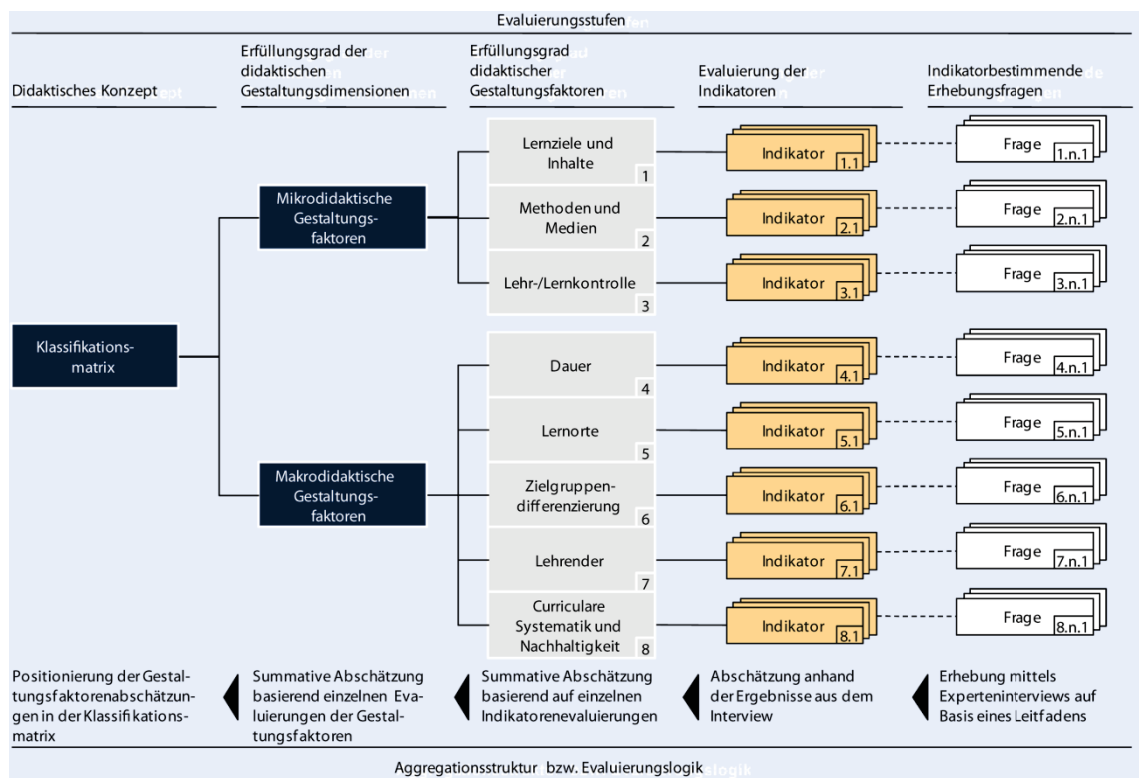 Evaluierungsstufen
Didaktisches Konzept
Erfüllungsgrad der
didaktischen
Gestaltungsdimensionen
Erfüllungsgrad
didaktischer
Gestaltungsfaktoren
Evaluierung der
Indikatoren
Indikatorbestimmende
Erhebungsfragen
Klassifikations-
matrix
Mikrodidaktische
Gestaltungs-
faktoren
Makrodidaktische
Gestaltungs-
faktoren
Lernziele und
Inhalte
1
Indikator
1.1
Frage
1.n.1
Methoden und
Medien
2
Indikator
2.1
Frage
2.n.1
Lehr-/Lernkontrolle
3
Indikator
3.1
Frage
3.n.1
Dauer
4
Indikator
4.1
Frage
4.n.1
Lernorte
5
Indikator
5.1
Frage
5.n.1
Zielgruppen-
differenzierung
6
Indikator
6.1
Frage
6.n.1
Lehrender
7
Indikator
7.1
Frage
7.n.1
Curriculare
Systematik und
Nachhaltigkeit
8
Indikator
8.1
Frage
8.n.1
Positionierung der Gestal-
tungsfaktorenabschätzun-
gen in der Klassifikations-
matrix
Summative Abschätzung
basierend einzelnen Eva-
luierungen der Gestal-
tungsfaktoren
Summative Abschätzung
basierend auf einzelnen
Indikatorenevaluierungen
Abschätzung anhand
der Ergebnisse aus dem
Interview
Erhebung mittels
Experteninterviews auf
Basis eines Leitfadens
Aggregationsstruktur bzw. Evaluierungslogik